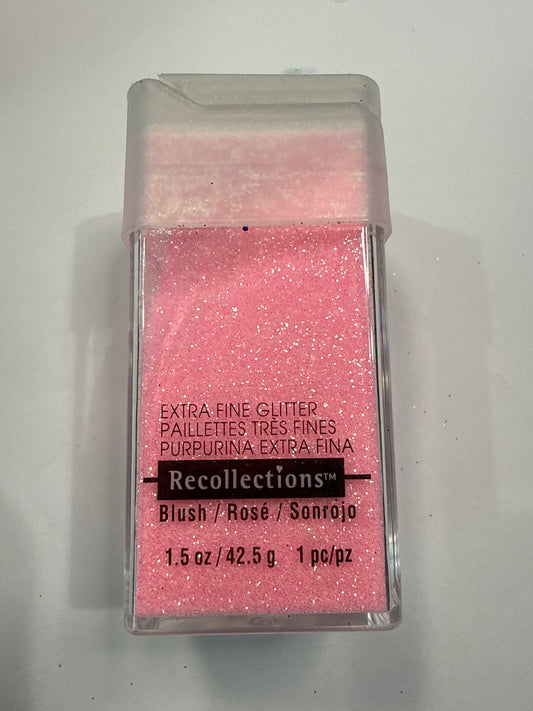 EXTRA FINE GLITTER
PAILLETTES TRÈS FINES
PURPURINA EXTRA FINA
Recollections™
Blush / Rosé / Sonrojo
1.5 oz / 42.5 g 1 pc/pz